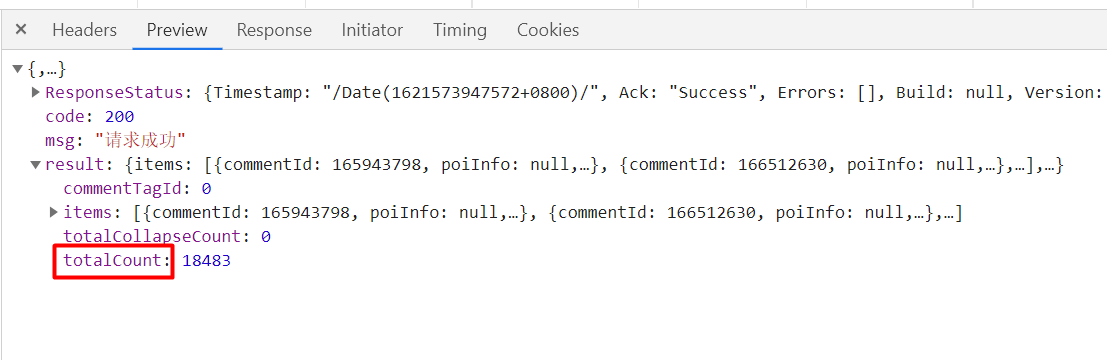 Headers Preview Response Initiator Timing Cookies
{,…}
ResponseStatus: {Timestamp: "/Date(1621573947572+0800)/", Ack: "Success", Errors: [], Build: null, Version:
code: 200
msg: "请求成功"
result: {items: [{commentId: 165943798, poiInfo: null,…}, {commentId: 166512630, poiInfo: null,…},…],…}
commentTagId: 0
items: [{commentId: 165943798, poiInfo: null,…}, {commentId: 166512630, poiInfo: null,…},…]
totalCollapseCount: 0
totalCount: 18483